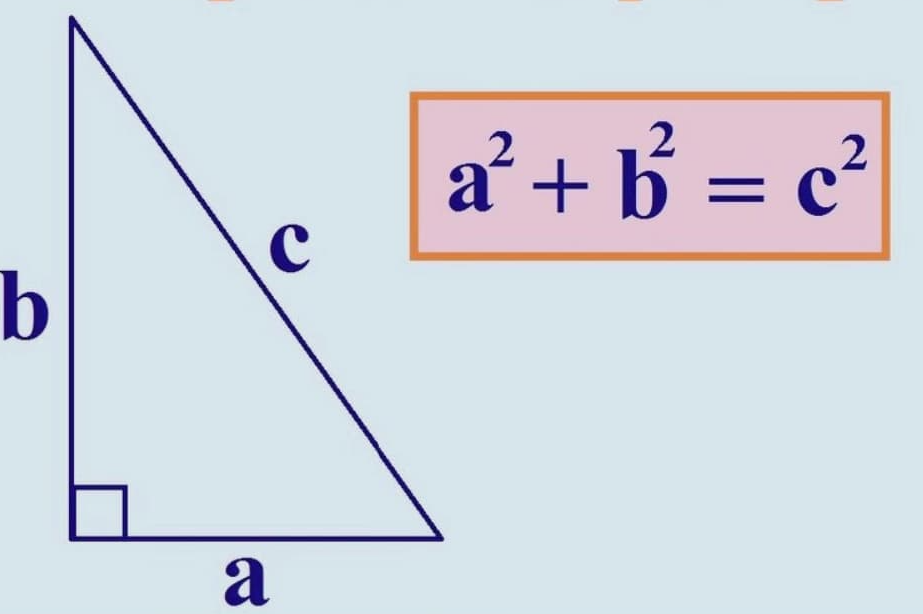 a² + b² = c²
c
b
a